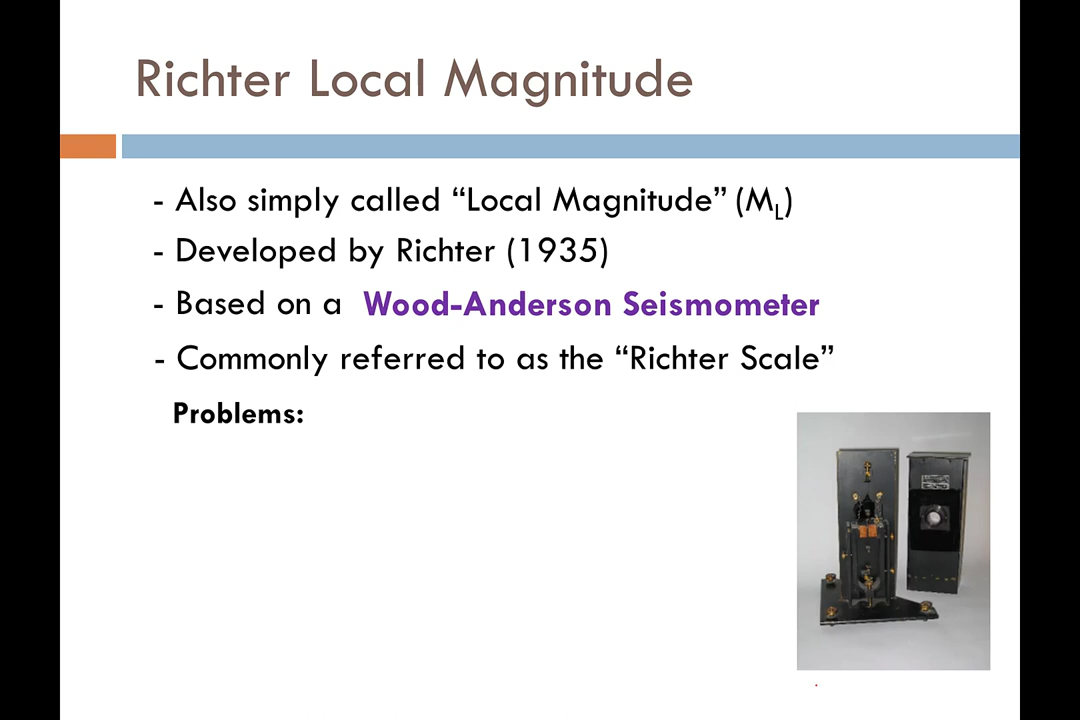 Richter Local Magnitude
- Also simply called “Local Magnitude” (ML)
- Developed by Richter (1935)
- Based on a Wood-Anderson Seismometer
- Commonly referred to as the “Richter Scale”
Problems: